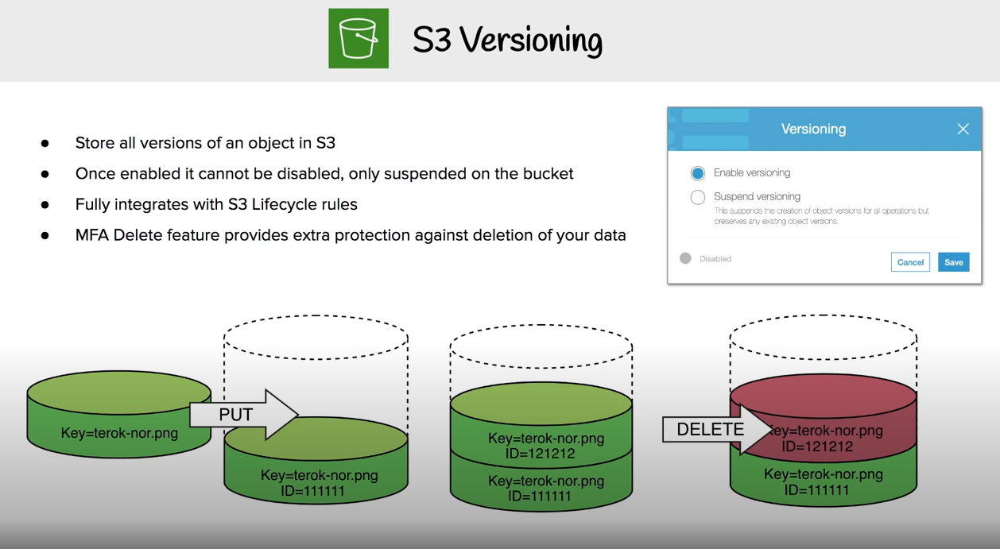 S3 Versioning
Store all versions of an object in S3
Once enabled it cannot be disabled, only suspended on the bucket
Fully integrates with S3 Lifecycle rules
MFA Delete feature provides extra protection against deletion of your data
Versioning
Enable versioning
Suspend versioning
This suspends the creation of object versions for all operations but
preserves any existing object versions.
Disabled
Cancel
Save
Key=terok-nor.png
PUT
Key=terok-nor.png
ID=111111
Key=terok-nor.png
ID=121212
Key=terok-nor.png
ID=111111
DELETE
Key=terok-nor.png
ID=121212
Key=terok-nor.png
ID=111111